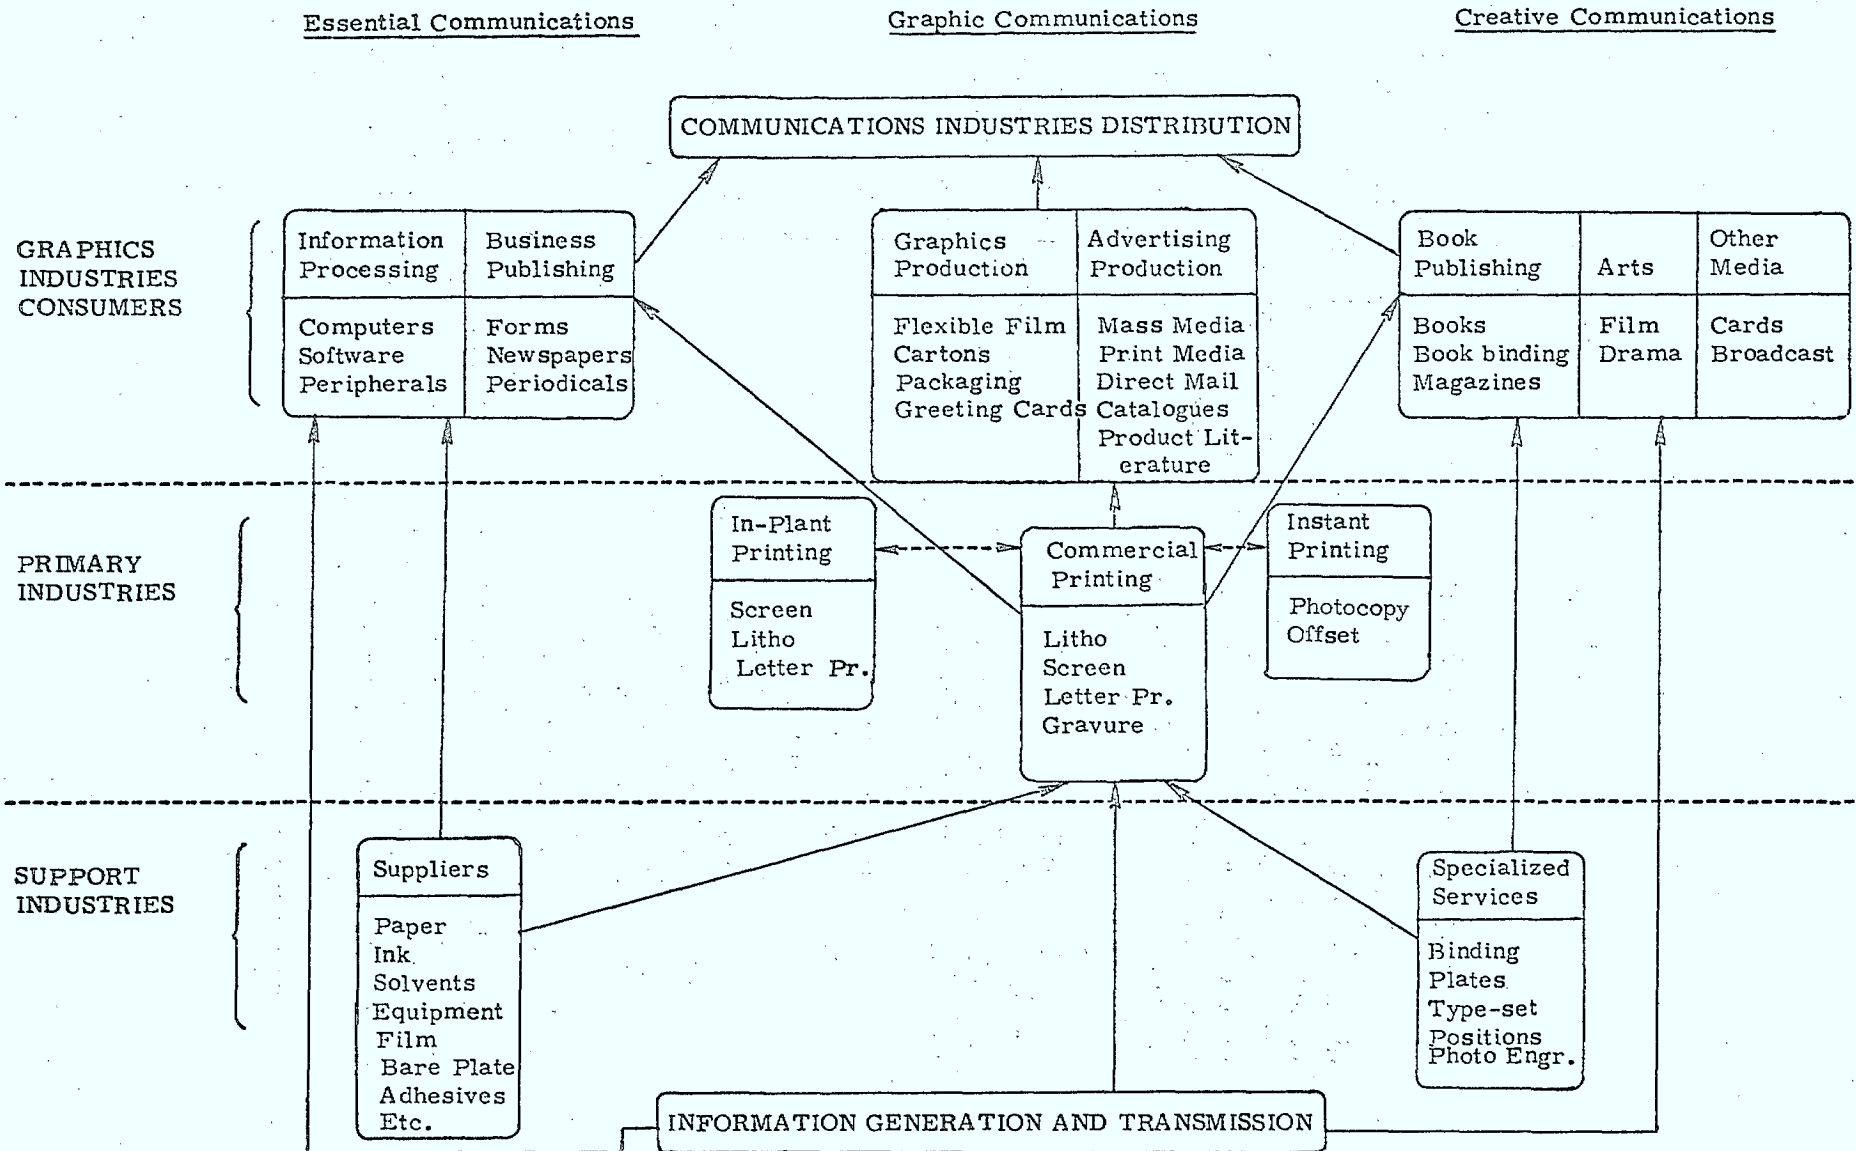 Essential Communications
Graphic Communications
Creative Communications
COMMUNICATIONS INDUSTRIES DISTRIBUTION
GRAPHICS
INDUSTRIES
CONSUMERS
Information
Processing
Business
Publishing
Computers
Software
Peripherals
Forms
Newspapers
Periodicals
Graphics
Production
Advertising
Production
Flexible Film
Cartons
Packaging
Greeting Cards
Mass Media
Print Media
Direct Mail
Catalogues
Product Lit-
erature
Book
Publishing
Arts
Other
Media
Books
Book binding
Magazines
Film
Drama
Cards
Broadcast
PRIMARY
INDUSTRIES
In-Plant
Printing
Screen
Litho
Letter Pr.
Commercial
Printing
Litho
Screen
Letter Pr.
Gravure
Instant
Printing
Photocopy
Offset
SUPPORT
INDUSTRIES
Suppliers
Paper
Ink
Solvents
Equipment
Film
Bare Plate
Adhesives
Etc.
Specialized
Services
Binding
Plates
Type-set
Positions
Photo Engr.
INFORMATION GENERATION AND TRANSMISSION